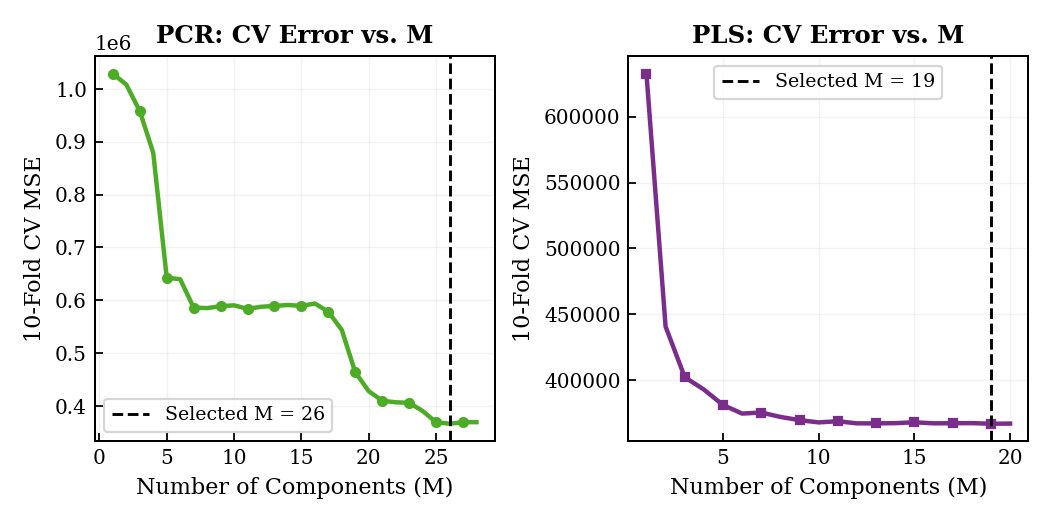 PCR: CV Error vs. M
1e6
1.0
0.9
0.8
0.7
0.6
0.5
0.4
10-Fold CV MSE
Selected M = 26
0 5 10 15 20 25
Number of Components (M)
PLS: CV Error vs. M
Selected M = 19
600000
550000
500000
450000
400000
10-Fold CV MSE
5 10 15 20
Number of Components (M)